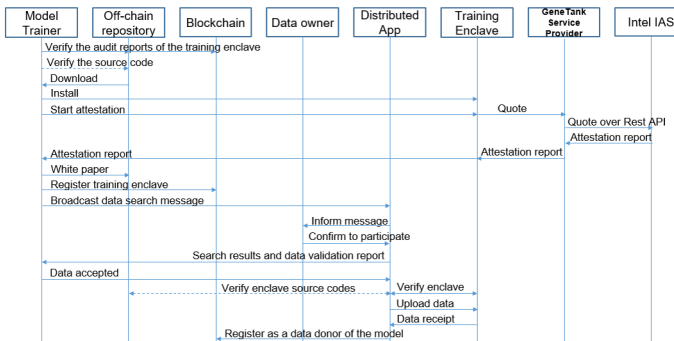 Model
Trainer
Off-chain
repository
Blockchain
Data owner
Distributed
App
Training
Enclave
GeneTank
Service
Provider
Intel IAS
Verify the audit reports of the training enclave
Verify the source code
Download
Install
Start attestation
Quote
Quote over Rest API
Attestation report
Attestation report
Attestation report
White paper
Register training enclave
Broadcast data search message
Inform message
Confirm to participate
Search results and data validation report
Data accepted
Verify enclave source codes
Verify enclave
Upload data
Data receipt
Register as a data donor of the model